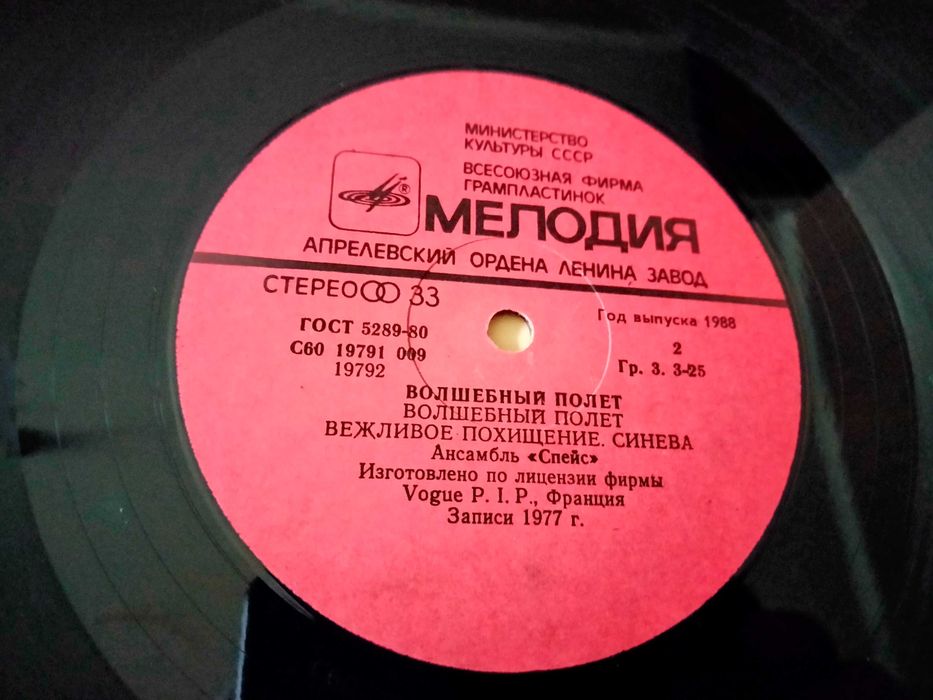 МИНИСТЕРСТВО
КУЛЬТУРЫ СССР
ВСЕСОЮЗНАЯ ФИРМА
ГРАМПЛАСТИНОК
®
МЕЛОДИЯ
АПРЕЛЕВСКИЙ ОРДЕНА ЛЕНИНА ЗАВОД
СТЕРЕО 33
Год выпуска 1988
ГОСТ 5289-80
2
С60 19791 009
Гр. 3. 3-25
19792
ВОЛШЕБНЫЙ ПОЛЕТ
ВОЛШЕБНЫЙ ПОЛЕТ
ВЕЖЛИВОЕ ПОХИЩЕНИЕ. СИНЕВА
Ансамбль «Спейс»
Изготовлено по лицензии фирмы
Vogue P. I. P., Франция
Записи 1977 г.